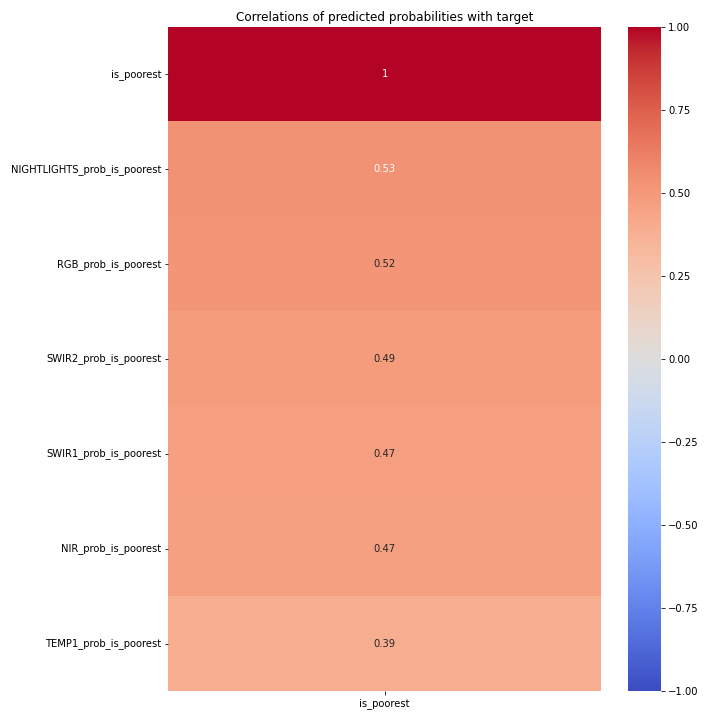 Correlations of predicted probabilities with target
is_poorest
1
NIGHTLIGHTS_prob_is_poorest
0.53
RGB_prob_is_poorest
0.52
SWIR2_prob_is_poorest
0.49
SWIR1_prob_is_poorest
0.47
NIR_prob_is_poorest
0.47
TEMP1_prob_is_poorest
0.39
is_poorest
1.00
0.75
0.50
0.25
0.00
−0.25
−0.50
−0.75
−1.00